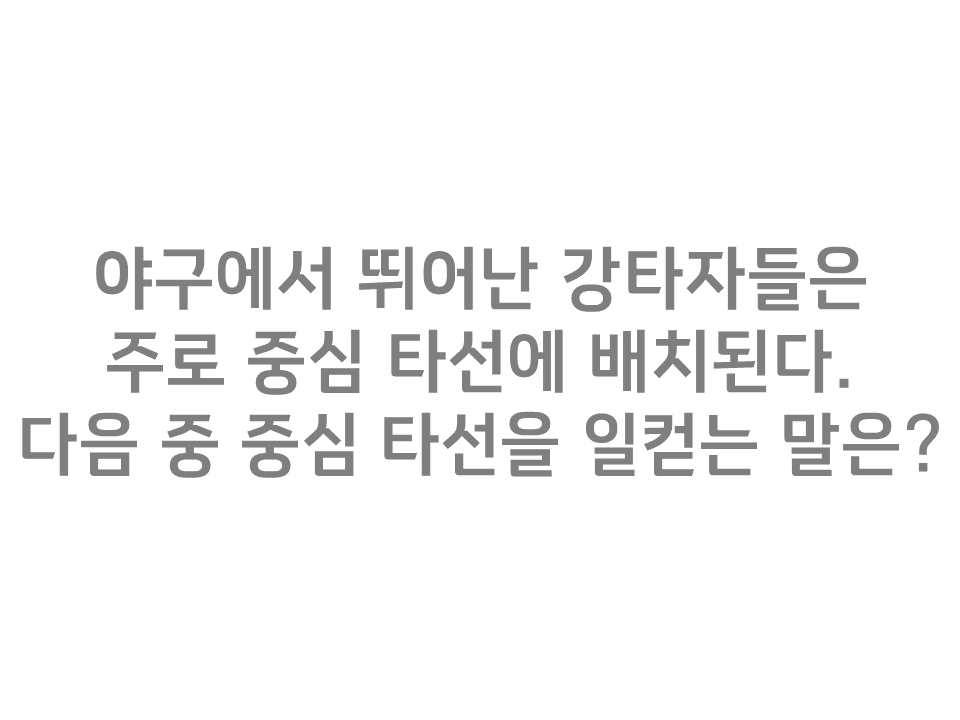 야구에서 뛰어난 강타자들은
주로 중심 타선에 배치된다.
다음 중 중심 타선을 일컫는 말은?